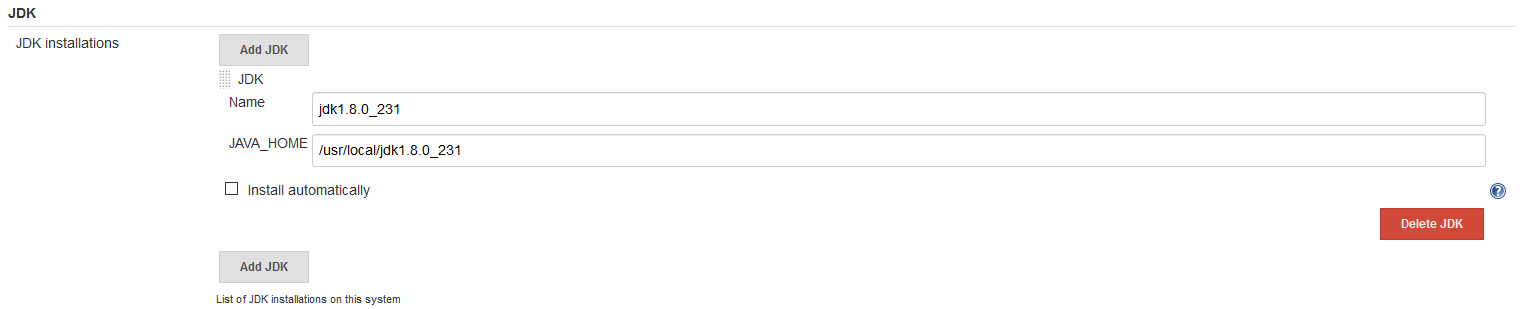 JDK
JDK installations
Add JDK
JDK
Name
jdk1.8.0_231
JAVA_HOME
/usr/local/jdk1.8.0_231
Install automatically
?
Delete JDK
Add JDK
List of JDK installations on this system